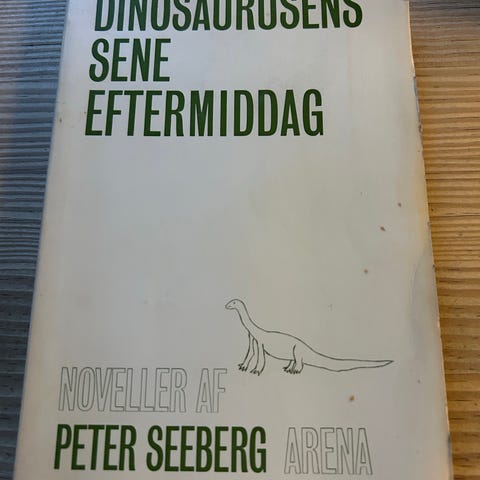 DINOSAURUSENS
SENE
EFTERMIDDAG
NOVELLER AF
PETER SEEBERG ARENA